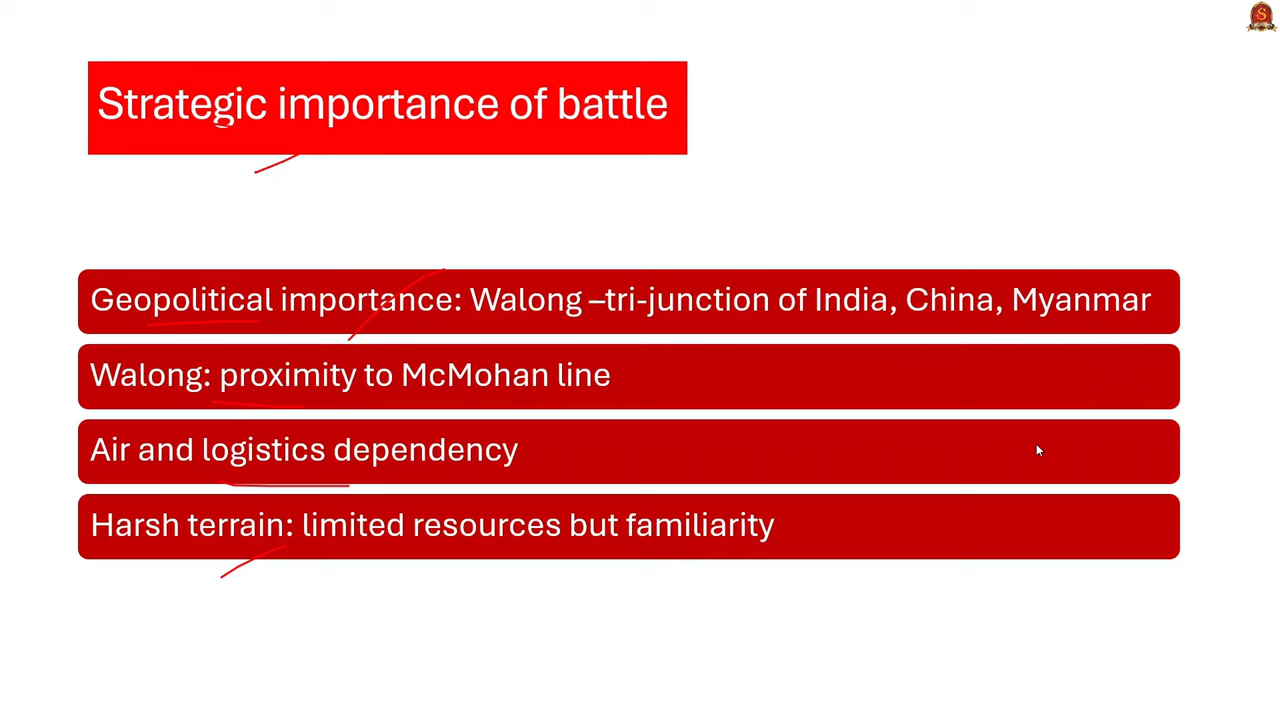 Strategic importance of battle
Geopolitical importance: Walong –tri-junction of India, China, Myanmar
Walong: proximity to McMohan line
Air and logistics dependency
Harsh terrain: limited resources but familiarity